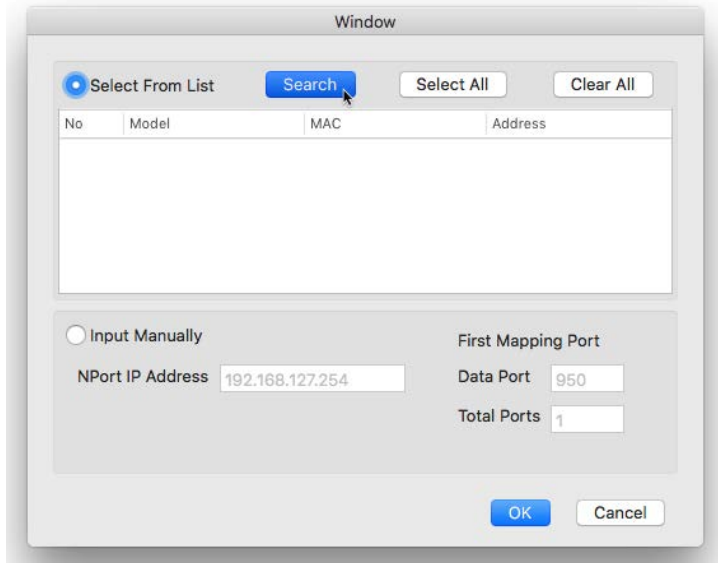 Window
Select From List Search Select All Clear All
No Model MAC Address
Input Manually
First Mapping Port
NPort IP Address 192.168.127.254 Data Port 950
Total Ports 1
OK Cancel